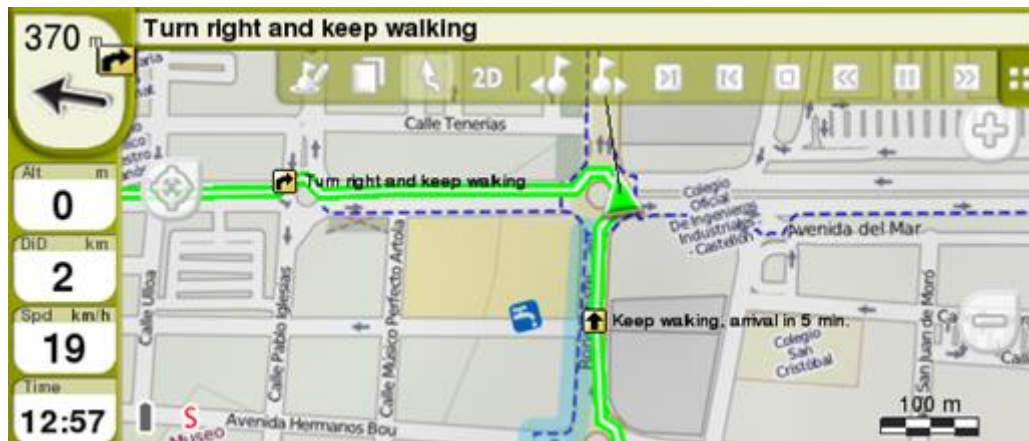 370 m
Turn right and keep walking
2D
Calle Tenerias
Alt m
0
Turn right and keep walking
Colegio
Oficial
De Ingenieros
Industriales
- Castellón
DiD km
2
Avenida del Mar
Calle Ulloa
Calle Pablo Iglesias
Calle Músico Perfecto Artola
San Juan de Moró
Spd km/h
19
Keep walking, arrival in 5 min.
Colegio
San
Cristóbal
Time
12:57
S
Museo
Avenida Hermanos Bou
100 m